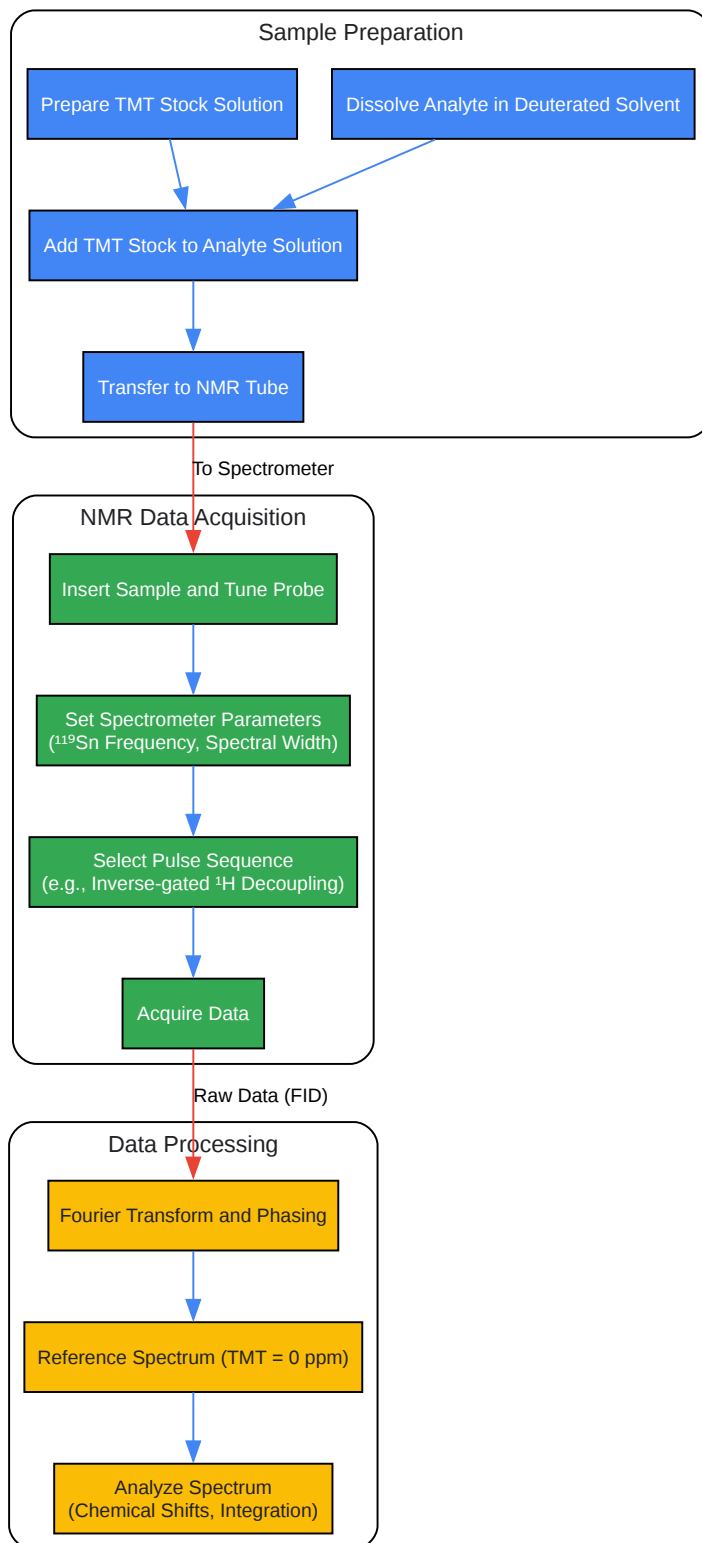 Sample Preparation
Prepare TMT Stock Solution
Dissolve Analyte in Deuterated Solvent
Add TMT Stock to Analyte Solution
Transfer to NMR Tube
To Spectrometer
NMR Data Acquisition
Insert Sample and Tune Probe
Set Spectrometer Parameters
(¹¹⁹Sn Frequency, Spectral Width)
Select Pulse Sequence
(e.g., Inverse-gated ¹H Decoupling)
Acquire Data
Raw Data (FID)
Data Processing
Fourier Transform and Phasing
Reference Spectrum (TMT = 0 ppm)
Analyze Spectrum
(Chemical Shifts, Integration)